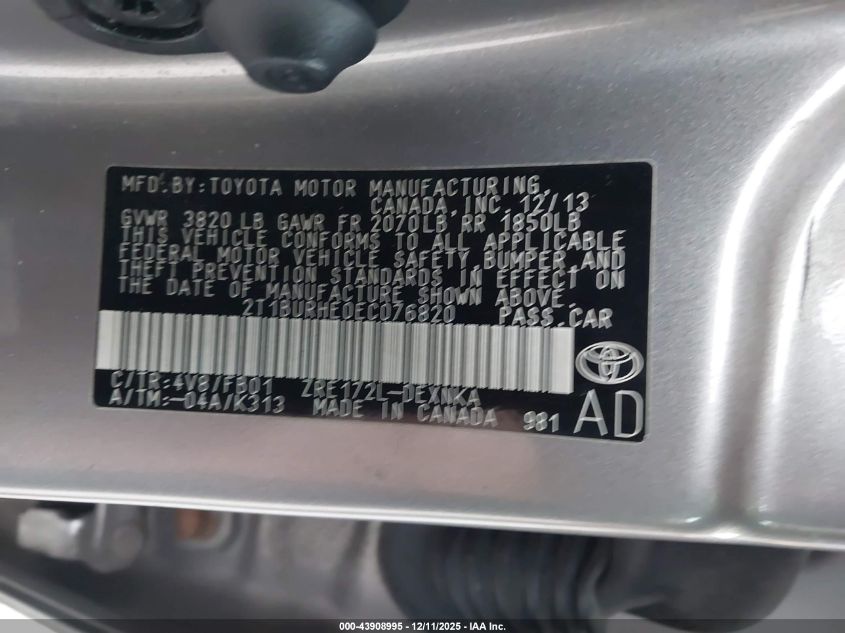 MFD. BY: TOYOTA MOTOR MANUFACTURING,
CANADA, INC. 12/13
GVWR 3820 LB GAWR FR 2070LB RR 1850LB
THIS VEHICLE CONFORMS TO ALL APPLICABLE
FEDERAL MOTOR VEHICLE SAFETY, BUMPER AND
THEFT PREVENTION STANDARDS IN EFFECT ON
THE DATE OF MANUFACTURE SHOWN ABOVE.
2T1BURHE0EC076820 PASS.CAR
C/TR:4V8/FB01 ZRE172L-DEXNKA
A/TM:-04A/K313 MADE IN CANADA 981 AD
000-43908995 - 12/11/2025 - IAA Inc.